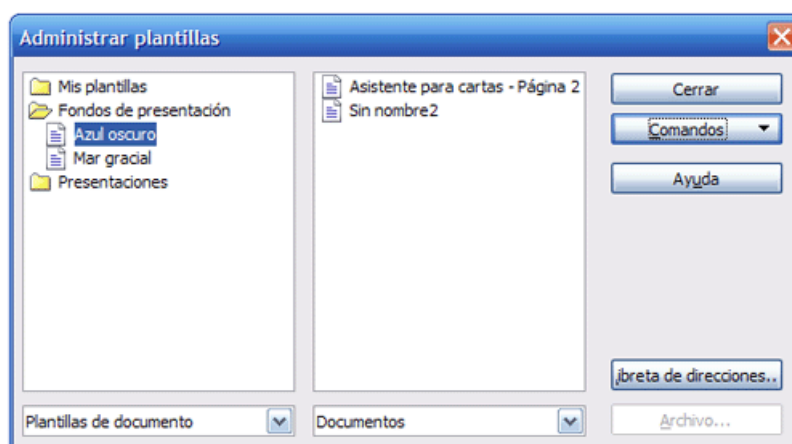 Administrar plantillas
Mis plantillas
Fondos de presentación
Azul oscuro
Mar gracial
Presentaciones
Plantillas de documento
Asistente para cartas - Página 2
Sin nombre2
Documentos
Cerrar
Comandos
Ayuda
ibreta de direcciones..
Archivo...